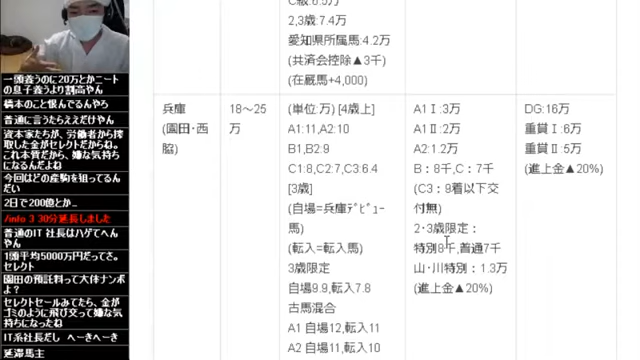 一頭養うのに20万とかニート
の息子養うより割高やん
橋本のこと恨んでるんやろ
普通に言うたらええだけやん
資本家たちが、労働者から搾
取した金がセレクトだからね。
これ本質だから、嫌な気持ち
になるんだよね
今回はどの産駒を狙ってるん
だい
2日で200億とか…
/info 3 30分延長しました
普通のIT 社長はハゲてへん
やん
1頭平均5000万円だってさ。
セレクト
園田の預託料って大体ナンボ
よ？
セレクトセールみてたら、金が
ゴミのように飛び交って嫌な気
持ちになったね
IT系社長だし へーきへーき
延滞馬主
C級:6.5万
2,3歳:7.4万
愛知県所属馬:4.2万
(共済会控除▲3千)
(在厩馬+4,000)
兵庫
(園田・西
脇)
18～25
万
(単位:万) [4歳上]
A1:11,A2:10
B1,B2:9
C1:8,C2:7,C3:6.4
[3歳]
(自場=兵庫ﾃﾞﾋﾞｭｰ
馬)
(転入=転入馬)
3歳限定
自場9.9,転入7.8
古馬混合
A1 自場12,転入11
A2 自場11,転入10
A1Ⅰ:3万
A1Ⅱ:2万
A2:1.2万
B：8千,C：7千
(C3：9着以下交
付無)
2･3歳限定：
特別8千,普通7千
山･川特別：1.3万
(進上金▲20%)
DG:16万
重賞Ⅰ:6万
重賞Ⅱ:5万
(進上金▲20%)